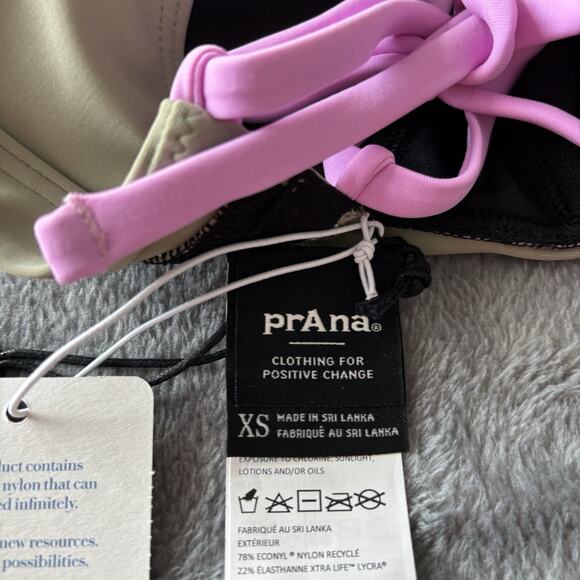 prAna®
CLOTHING FOR
POSITIVE CHANGE
XS MADE IN SRI LANKA
FABRIQUÉ AU SRI LANKA
EXPOSURE TO CHLORINE, SUNLIGHT,
LOTIONS AND/OR OILS
FABRIQUÉ AU SRI LANKA
EXTÉRIEUR
78% ECONYL® NYLON RECYCLÉ
22% ÉLASTHANNE XTRA LIFE™ LYCRA®
duct contains
nylon that can
ed infinitely.
new resources.
possibilities.